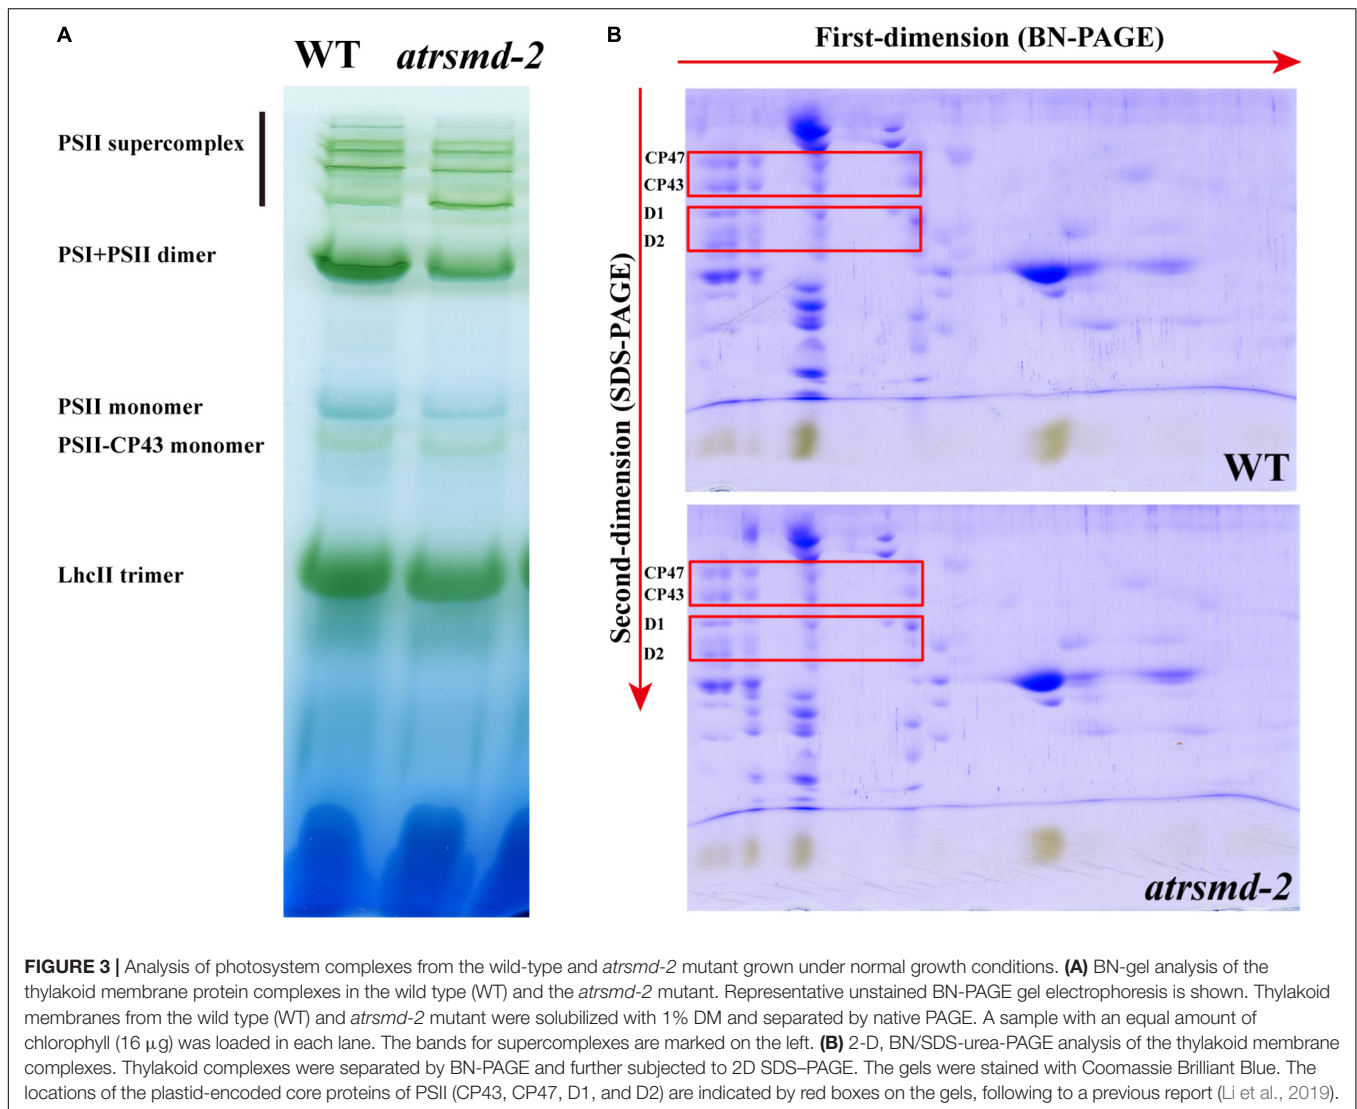 A
WT atrsmd-2
PSII supercomplex
PSI+PSII dimer
PSII monomer
PSII-CP43 monomer
LhcII trimer
B
First-dimension (BN-PAGE)
Second-dimension (SDS-PAGE)
CP47
CP43
D1
D2
WT
CP47
CP43
D1
D2
atrsmd-2
FIGURE 3 | Analysis of photosystem complexes from the wild-type and atrsmd-2 mutant grown under normal growth conditions. (A) BN-gel analysis of the
thylakoid membrane protein complexes in the wild type (WT) and the atrsmd-2 mutant. Representative unstained BN-PAGE gel electrophoresis is shown. Thylakoid
membranes from the wild type (WT) and atrsmd-2 mutant were solubilized with 1% DM and separated by native PAGE. A sample with an equal amount of
chlorophyll (16 μg) was loaded in each lane. The bands for supercomplexes are marked on the left. (B) 2-D, BN/SDS-urea-PAGE analysis of the thylakoid membrane
complexes. Thylakoid complexes were separated by BN-PAGE and further subjected to 2D SDS–PAGE. The gels were stained with Coomassie Brilliant Blue. The
locations of the plastid-encoded core proteins of PSII (CP43, CP47, D1, and D2) are indicated by red boxes on the gels, following to a previous report (Li et al., 2019).